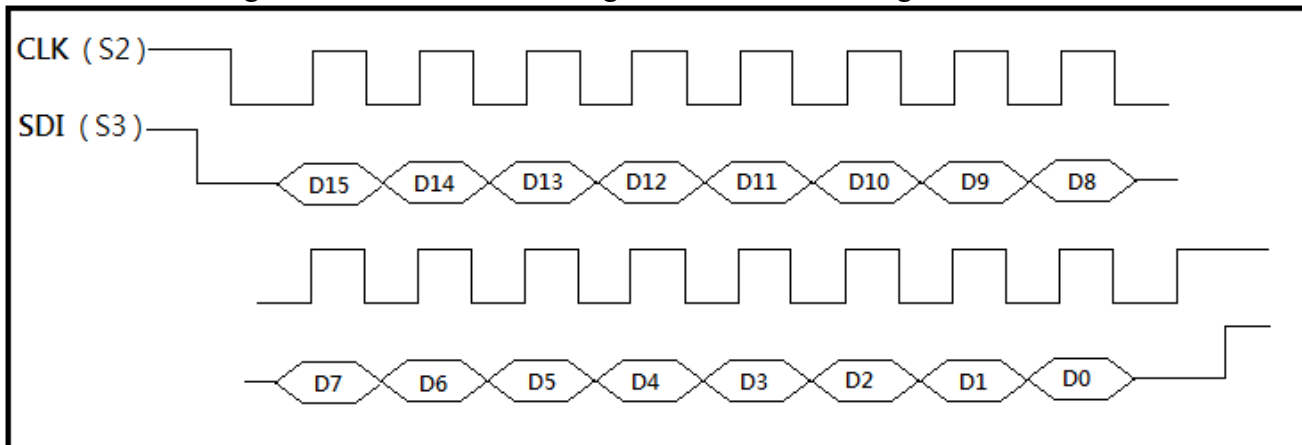 CLK (S2)
SDI (S3)
D15 D14 D13 D12 D11 D10 D9 D8
D7 D6 D5 D4 D3 D2 D1 D0